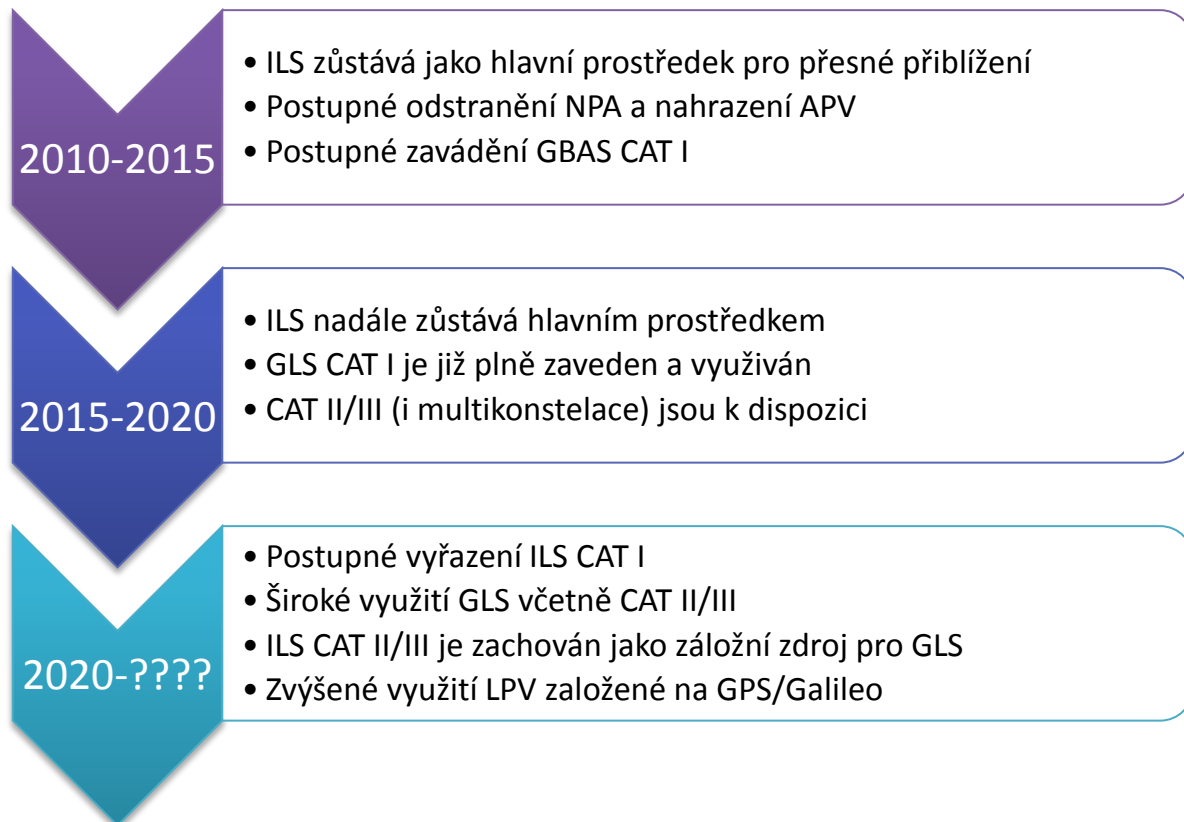 2010-2015
• ILS zůstává jako hlavní prostředek pro přesné přiblížení
• Postupné odstranění NPA a nahrazení APV
• Postupné zavádění GBAS CAT I
2015-2020
• ILS nadále zůstává hlavním prostředkem
• GLS CAT I je již plně zaveden a využiván
• CAT II/III (i multikonstelace) jsou k dispozici
2020-????
• Postupné vyřazení ILS CAT I
• Široké využití GLS včetně CAT II/III
• ILS CAT II/III je zachován jako záložní zdroj pro GLS
• Zvýšené využití LPV založené na GPS/Galileo